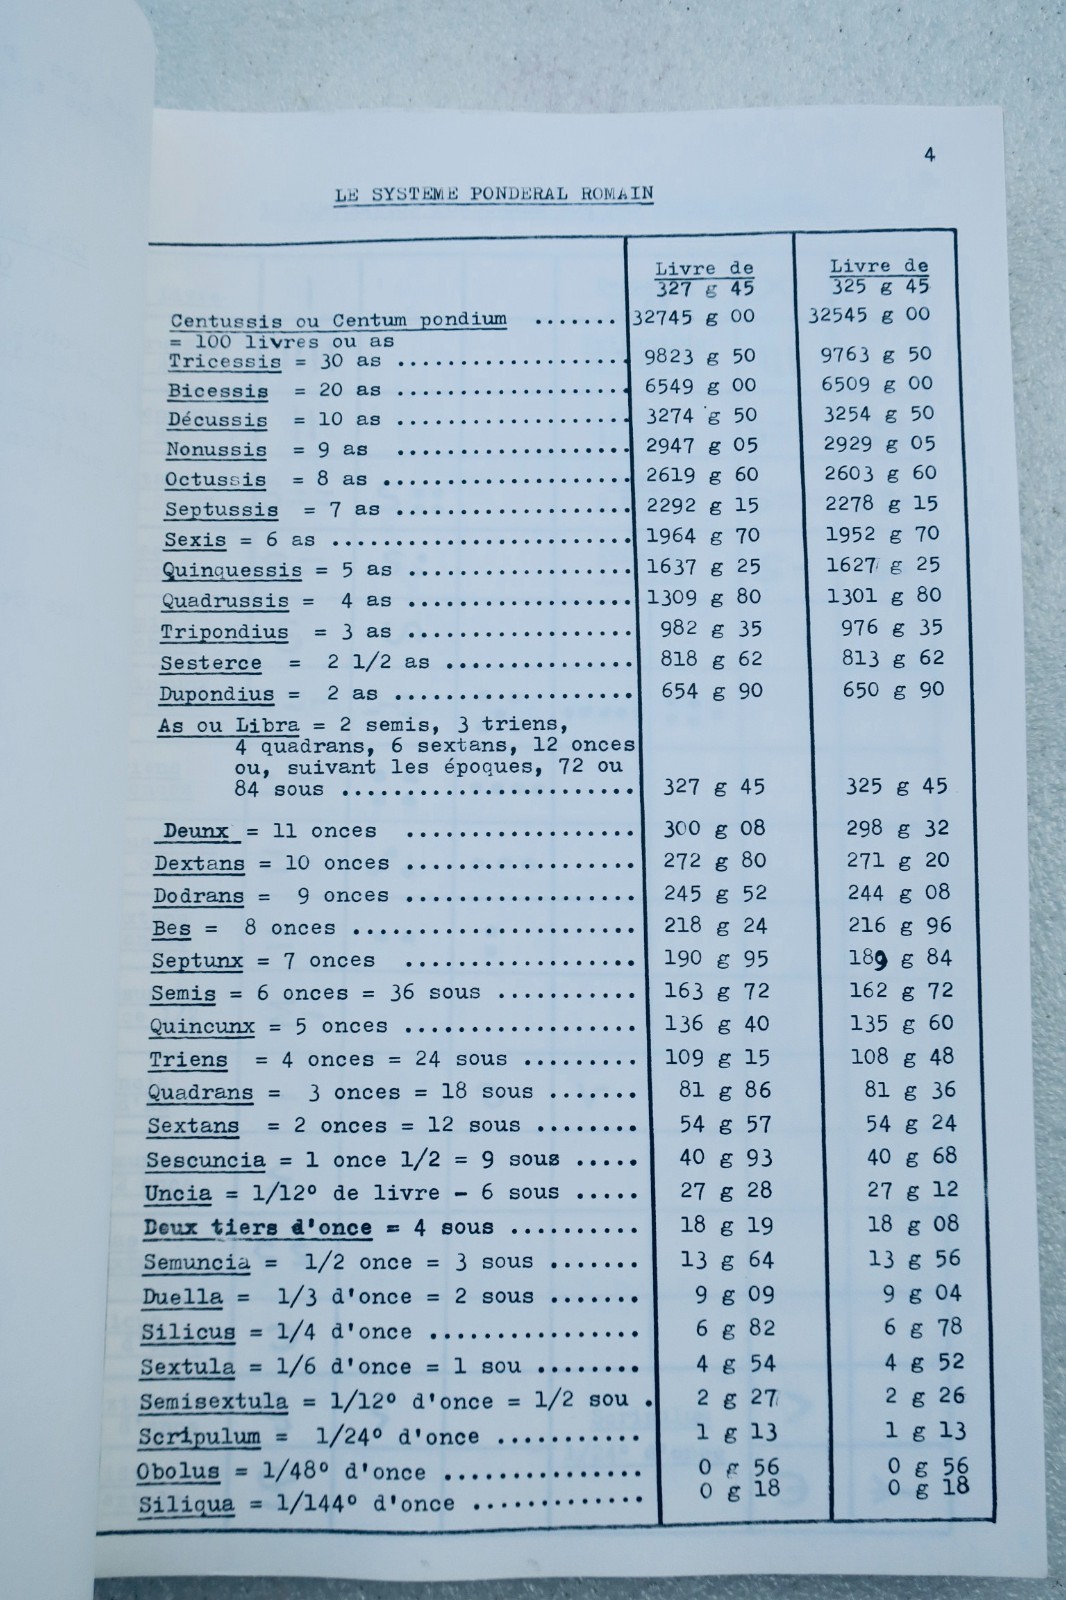 4
LE SYSTEME PONDERAL ROMAIN
Livre de 327 g 45
Livre de 325 g 45
Centussis ou Centum pondium ....... 32745 g 00 32545 g 00
= 100 livres ou as
Tricessis = 30 as .................. 9823 g 50 9763 g 50
Bicessis = 20 as .................. 6549 g 00 6509 g 00
Décussis = 10 as .................. 3274 g 50 3254 g 50
Nonussis = 9 as .................. 2947 g 05 2929 g 05
Octussis = 8 as ................... 2619 g 60 2603 g 60
Septussis = 7 as .................. 2292 g 15 2278 g 15
Sexis = 6 as ....................... 1964 g 70 1952 g 70
Quinquessis = 5 as ................. 1637 g 25 1627 g 25
Quadrussis = 4 as ................. 1309 g 80 1301 g 80
Tripondius = 3 as ................. 982 g 35 976 g 35
Sesterce = 2 1/2 as .............. 818 g 62 813 g 62
Dupondius = 2 as .................. 654 g 90 650 g 90
As ou Libra = 2 semis, 3 triens,
4 quadrans, 6 sextans, 12 onces
ou, suivant les époques, 72 ou
84 sous ...................... 327 g 45 325 g 45
Deunx = 11 onces ................. 300 g 08 298 g 32
Dextans = 10 onces ................. 272 g 80 271 g 20
Dodrans = 9 onces ................. 245 g 52 244 g 08
Bes = 8 onces ..................... 218 g 24 216 g 96
Septunx = 7 onces ................. 190 g 95 189 g 84
Semis = 6 onces = 36 sous ........... 163 g 72 162 g 72
Quincunx = 5 onces ................. 136 g 40 135 g 60
Triens = 4 onces = 24 sous ......... 109 g 15 108 g 48
Quadrans = 3 onces = 18 sous ....... 81 g 86 81 g 36
Sextans = 2 onces = 12 sous ........ 54 g 57 54 g 24
Sescuncia = 1 once 1/2 = 9 sous ..... 40 g 93 40 g 68
Uncia = 1/12° de livre - 6 sous ..... 27 g 28 27 g 12
Deux tiers d'once = 4 sous .......... 18 g 19 18 g 08
Semuncia = 1/2 once = 3 sous ....... 13 g 64 13 g 56
Duella = 1/3 d'once = 2 sous ....... 9 g 09 9 g 04
Silicus = 1/4 d'once ................ 6 g 82 6 g 78
Sextula = 1/6 d'once = 1 sou ........ 4 g 54 4 g 52
Semisextula = 1/12° d'once = 1/2 sou . 2 g 27 2 g 26
Scripulum = 1/24° d'once ........... 1 g 13 1 g 13
Obolus = 1/48° d'once ............... 0 g 56 0 g 56
Siliqua = 1/144° d'once ............. 0 g 18 0 g 18